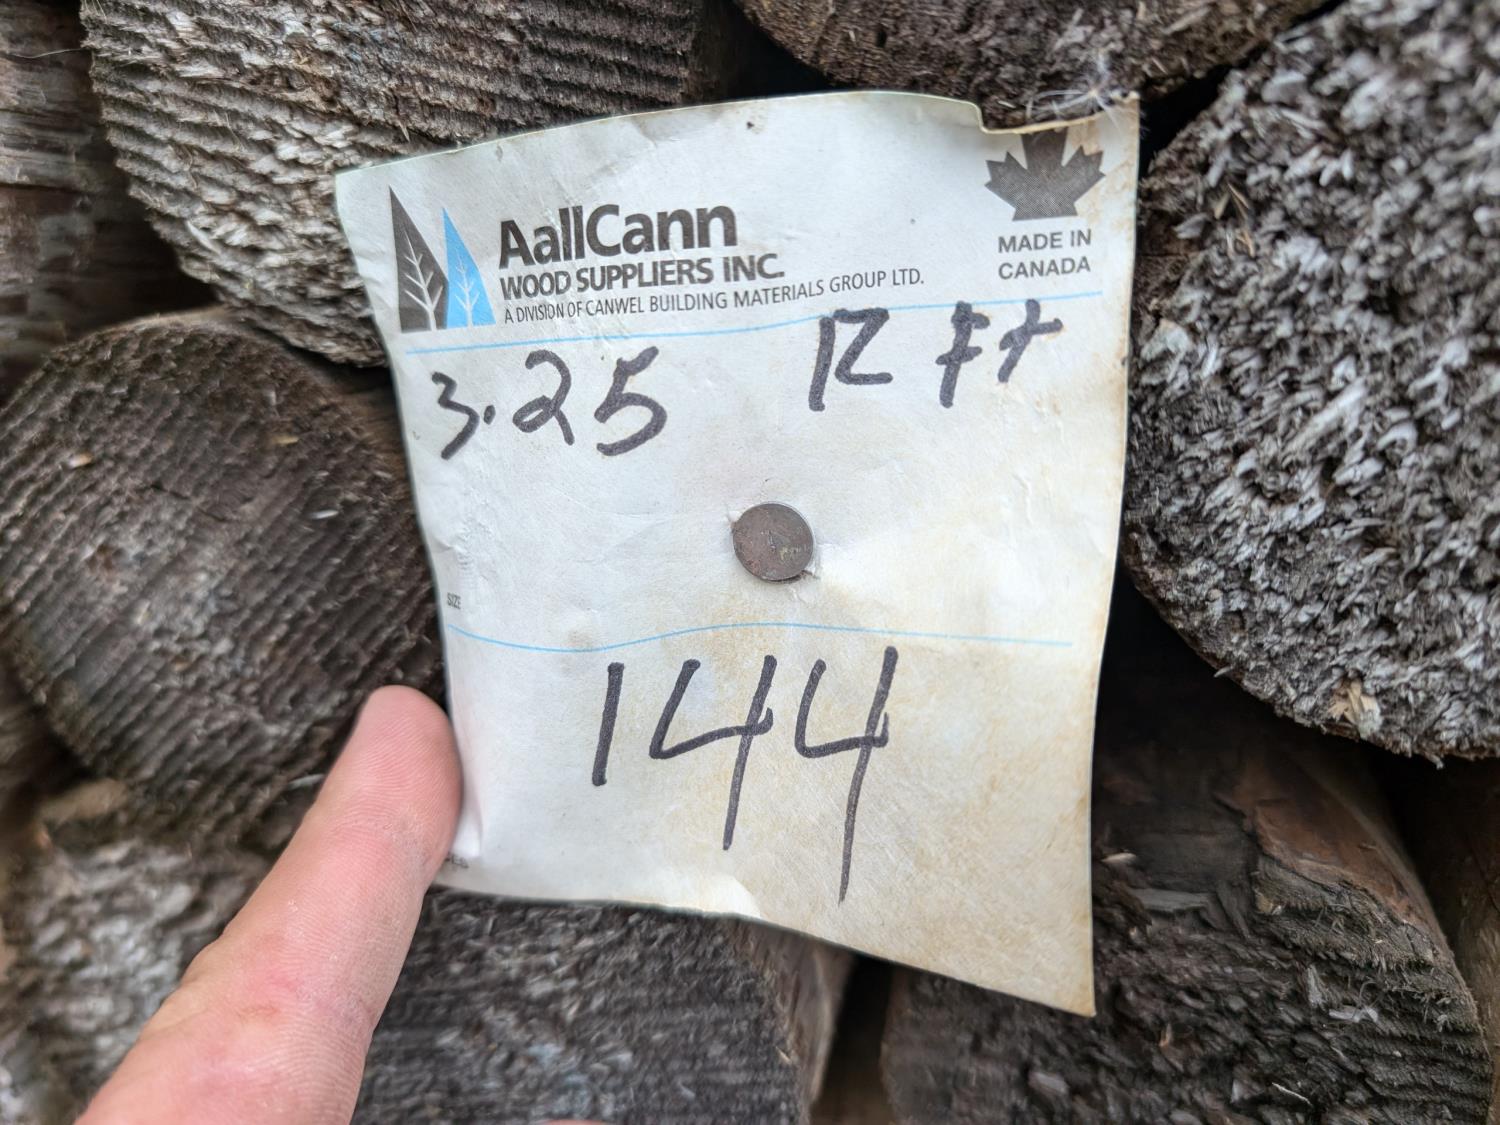 AallCann
WOOD SUPPLIERS INC.
A DIVISION OF CANWEL BUILDING MATERIALS GROUP LTD.
MADE IN
CANADA
3.25 12 Ft
SIZE
144